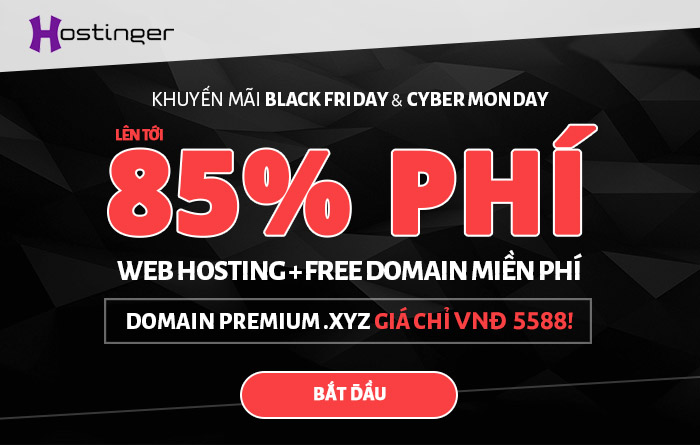 Hostinger
KHUYẾN MÃI BLACK FRIDAY & CYBER MONDAY
LÊN TỚI
85% PHÍ
WEB HOSTING + FREE DOMAIN MIỀN PHÍ
DOMAIN PREMIUM .XYZ GIÁ CHỈ VNĐ 5588!
BẮT ĐẦU